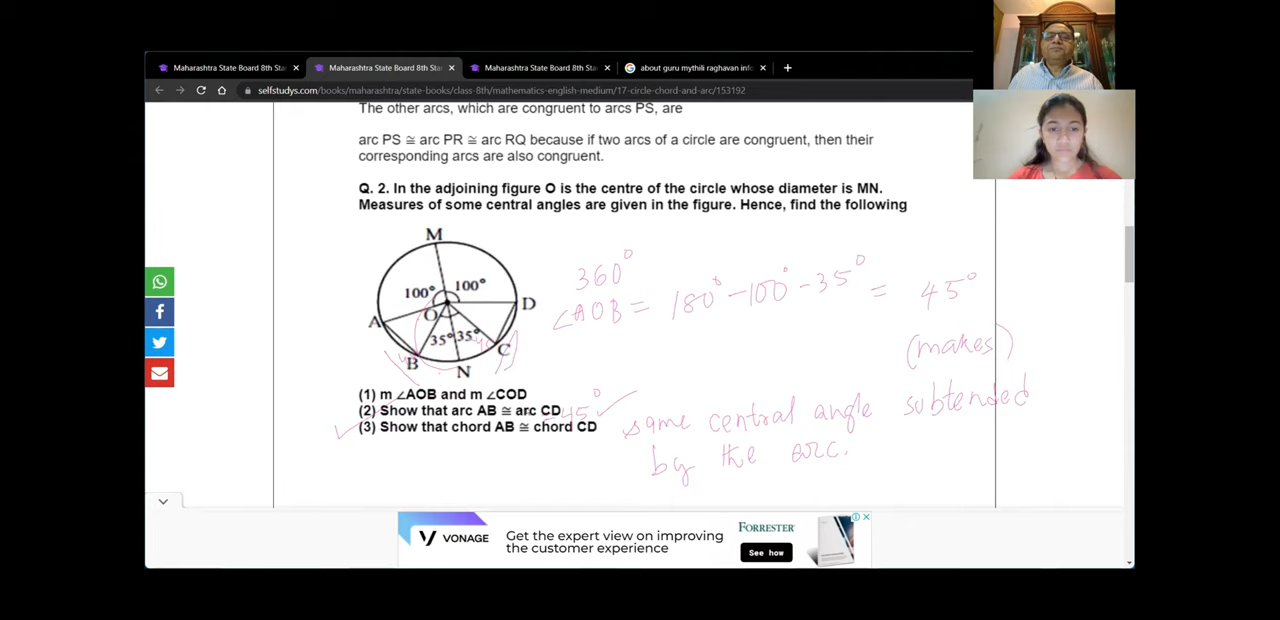 Maharashtra State Board 8th Sta
Maharashtra State Board 8th Sta
Maharashtra State Board 8th Sta
about guru mythili raghavan info
selfstudys.com/books/maharashtra/state-books/class-8th/mathematics-english-medium/17-circle-chord-and-arc/153192
The other arcs, which are congruent to arcs PS, are
arc PS ≅ arc PR ≅ arc RQ because if two arcs of a circle are congruent, then their
corresponding arcs are also congruent.
Q. 2. In the adjoining figure O is the centre of the circle whose diameter is MN.
Measures of some central angles are given in the figure. Hence, find the following
M
100° 100°
A O D
35° 35°
B N C
360°
∠AOB = 180° - 100° - 35° = 45°
(makes)
(1) m ∠AOB and m ∠COD
(2) Show that arc AB ≅ arc CD
(3) Show that chord AB ≅ chord CD
=45° ✓
same central angle subtended
by the arc.
VONAGE
Get the expert view on improving
the customer experience
FORRESTER
See how